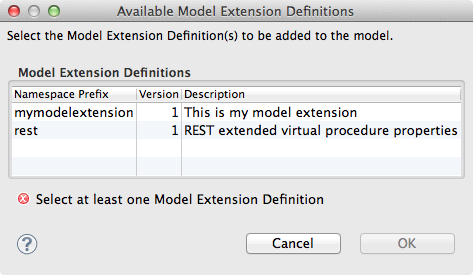 Available Model Extension Definitions
Select the Model Extension Definition(s) to be added to the model.
Model Extension Definitions
Namespace Prefix Version Description
mymodelextension 1 This is my model extension
rest 1 REST extended virtual procedure properties
Select at least one Model Extension Definition
? Cancel OK